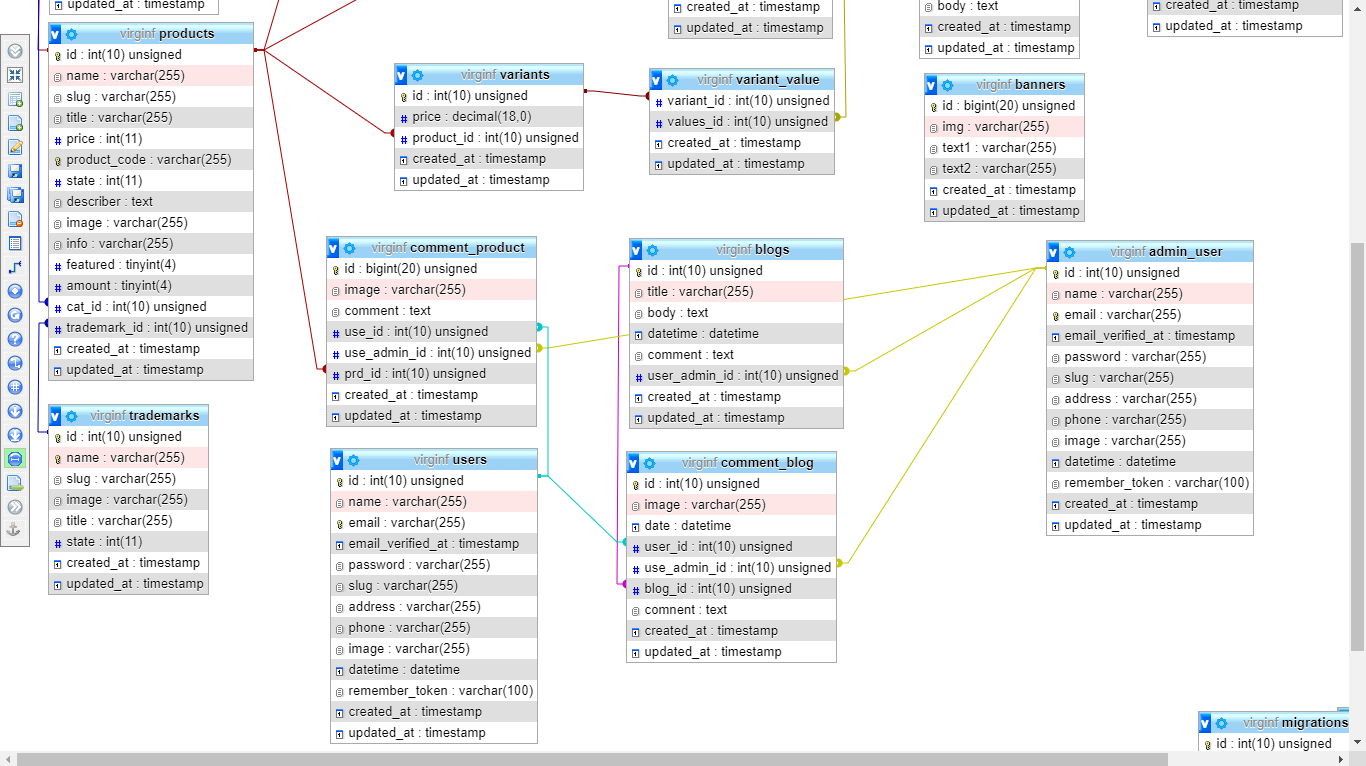 updated_at : timestamp
virginf products
id : int(10) unsigned
name : varchar(255)
slug : varchar(255)
title : varchar(255)
price : int(11)
product_code : varchar(255)
state : int(11)
describer : text
image : varchar(255)
info : varchar(255)
featured : tinyint(4)
amount : tinyint(4)
cat_id : int(10) unsigned
trademark_id : int(10) unsigned
created_at : timestamp
updated_at : timestamp
virginf trademarks
id : int(10) unsigned
name : varchar(255)
slug : varchar(255)
image : varchar(255)
title : varchar(255)
state : int(11)
created_at : timestamp
updated_at : timestamp
virginf variants
id : int(10) unsigned
price : decimal(18,0)
product_id : int(10) unsigned
created_at : timestamp
updated_at : timestamp
virginf comment_product
id : bigint(20) unsigned
image : varchar(255)
comment : text
use_id : int(10) unsigned
use_admin_id : int(10) unsigned
prd_id : int(10) unsigned
created_at : timestamp
updated_at : timestamp
virginf users
id : int(10) unsigned
name : varchar(255)
email : varchar(255)
email_verified_at : timestamp
password : varchar(255)
slug : varchar(255)
address : varchar(255)
phone : varchar(255)
image : varchar(255)
datetime : datetime
remember_token : varchar(100)
created_at : timestamp
updated_at : timestamp
created_at : timestamp
updated_at : timestamp
virginf variant_value
variant_id : int(10) unsigned
values_id : int(10) unsigned
created_at : timestamp
updated_at : timestamp
virginf blogs
id : int(10) unsigned
title : varchar(255)
body : text
datetime : datetime
comment : text
user_admin_id : int(10) unsigned
created_at : timestamp
updated_at : timestamp
virginf comment_blog
id : int(10) unsigned
image : varchar(255)
date : datetime
user_id : int(10) unsigned
use_admin_id : int(10) unsigned
blog_id : int(10) unsigned
comnent : text
created_at : timestamp
updated_at : timestamp
body : text
created_at : timestamp
updated_at : timestamp
virginf banners
id : bigint(20) unsigned
img : varchar(255)
text1 : varchar(255)
text2 : varchar(255)
created_at : timestamp
updated_at : timestamp
created_at : timestamp
updated_at : timestamp
virginf admin_user
id : int(10) unsigned
name : varchar(255)
email : varchar(255)
email_verified_at : timestamp
password : varchar(255)
slug : varchar(255)
address : varchar(255)
phone : varchar(255)
image : varchar(255)
datetime : datetime
remember_token : varchar(100)
created_at : timestamp
updated_at : timestamp
virginf migrations
id : int(10) unsigned